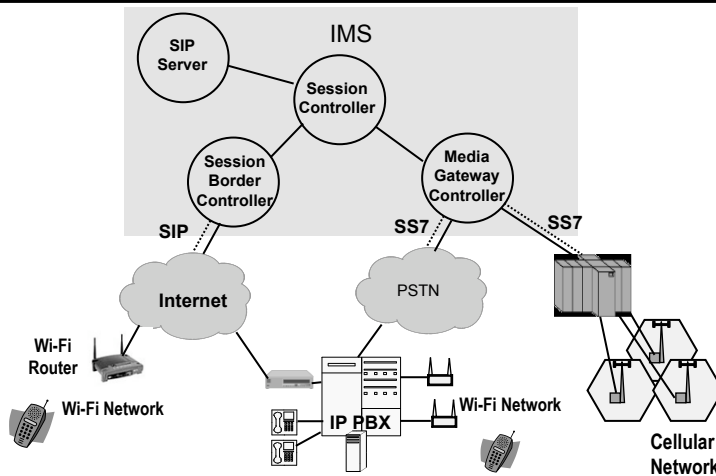 IMS
SIP
Server
Session
Controller
Session
Border
Controller
Media
Gateway
Controller
SIP
SS7
SS7
Internet
PSTN
Wi-Fi
Router
Wi-Fi Network
IP PBX
Wi-Fi Network
Cellular
Network